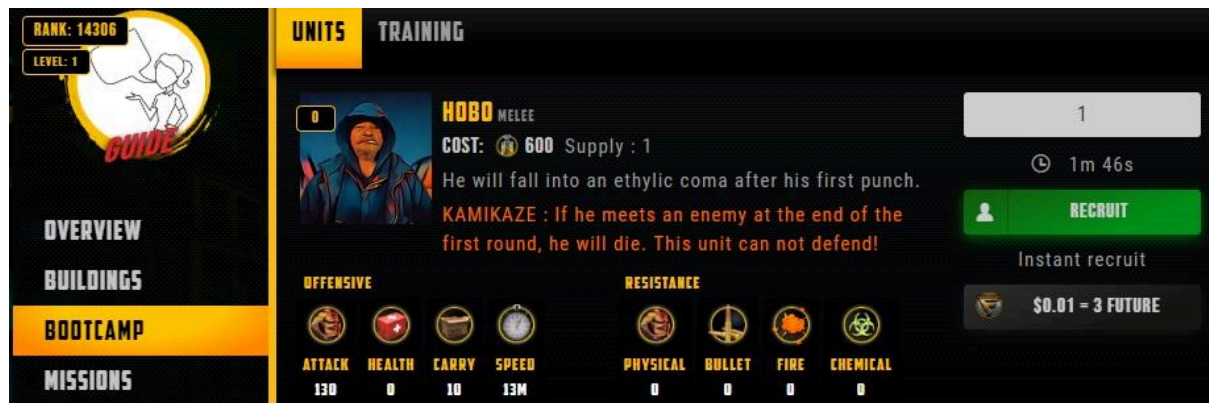 RANK: 14306
LEVEL: 1
GUIDE
OVERVIEW
BUILDINGS
BOOTCAMP
MISSIONS
UNITS TRAINING
0
HOBO MELEE
COST: 600 Supply : 1
He will fall into an ethylic coma after his first punch.
KAMIKAZE : If he meets an enemy at the end of the
first round, he will die. This unit can not defend!
OFFENSIVE
ATTACK HEALTH CARRY SPEED
130 0 10 13M
RESISTANCE
PHYSICAL BULLET FIRE CHEMICAL
0 0 0 0
1
1m 46s
RECRUIT
Instant recruit
$0.01 = 3 FUTURE